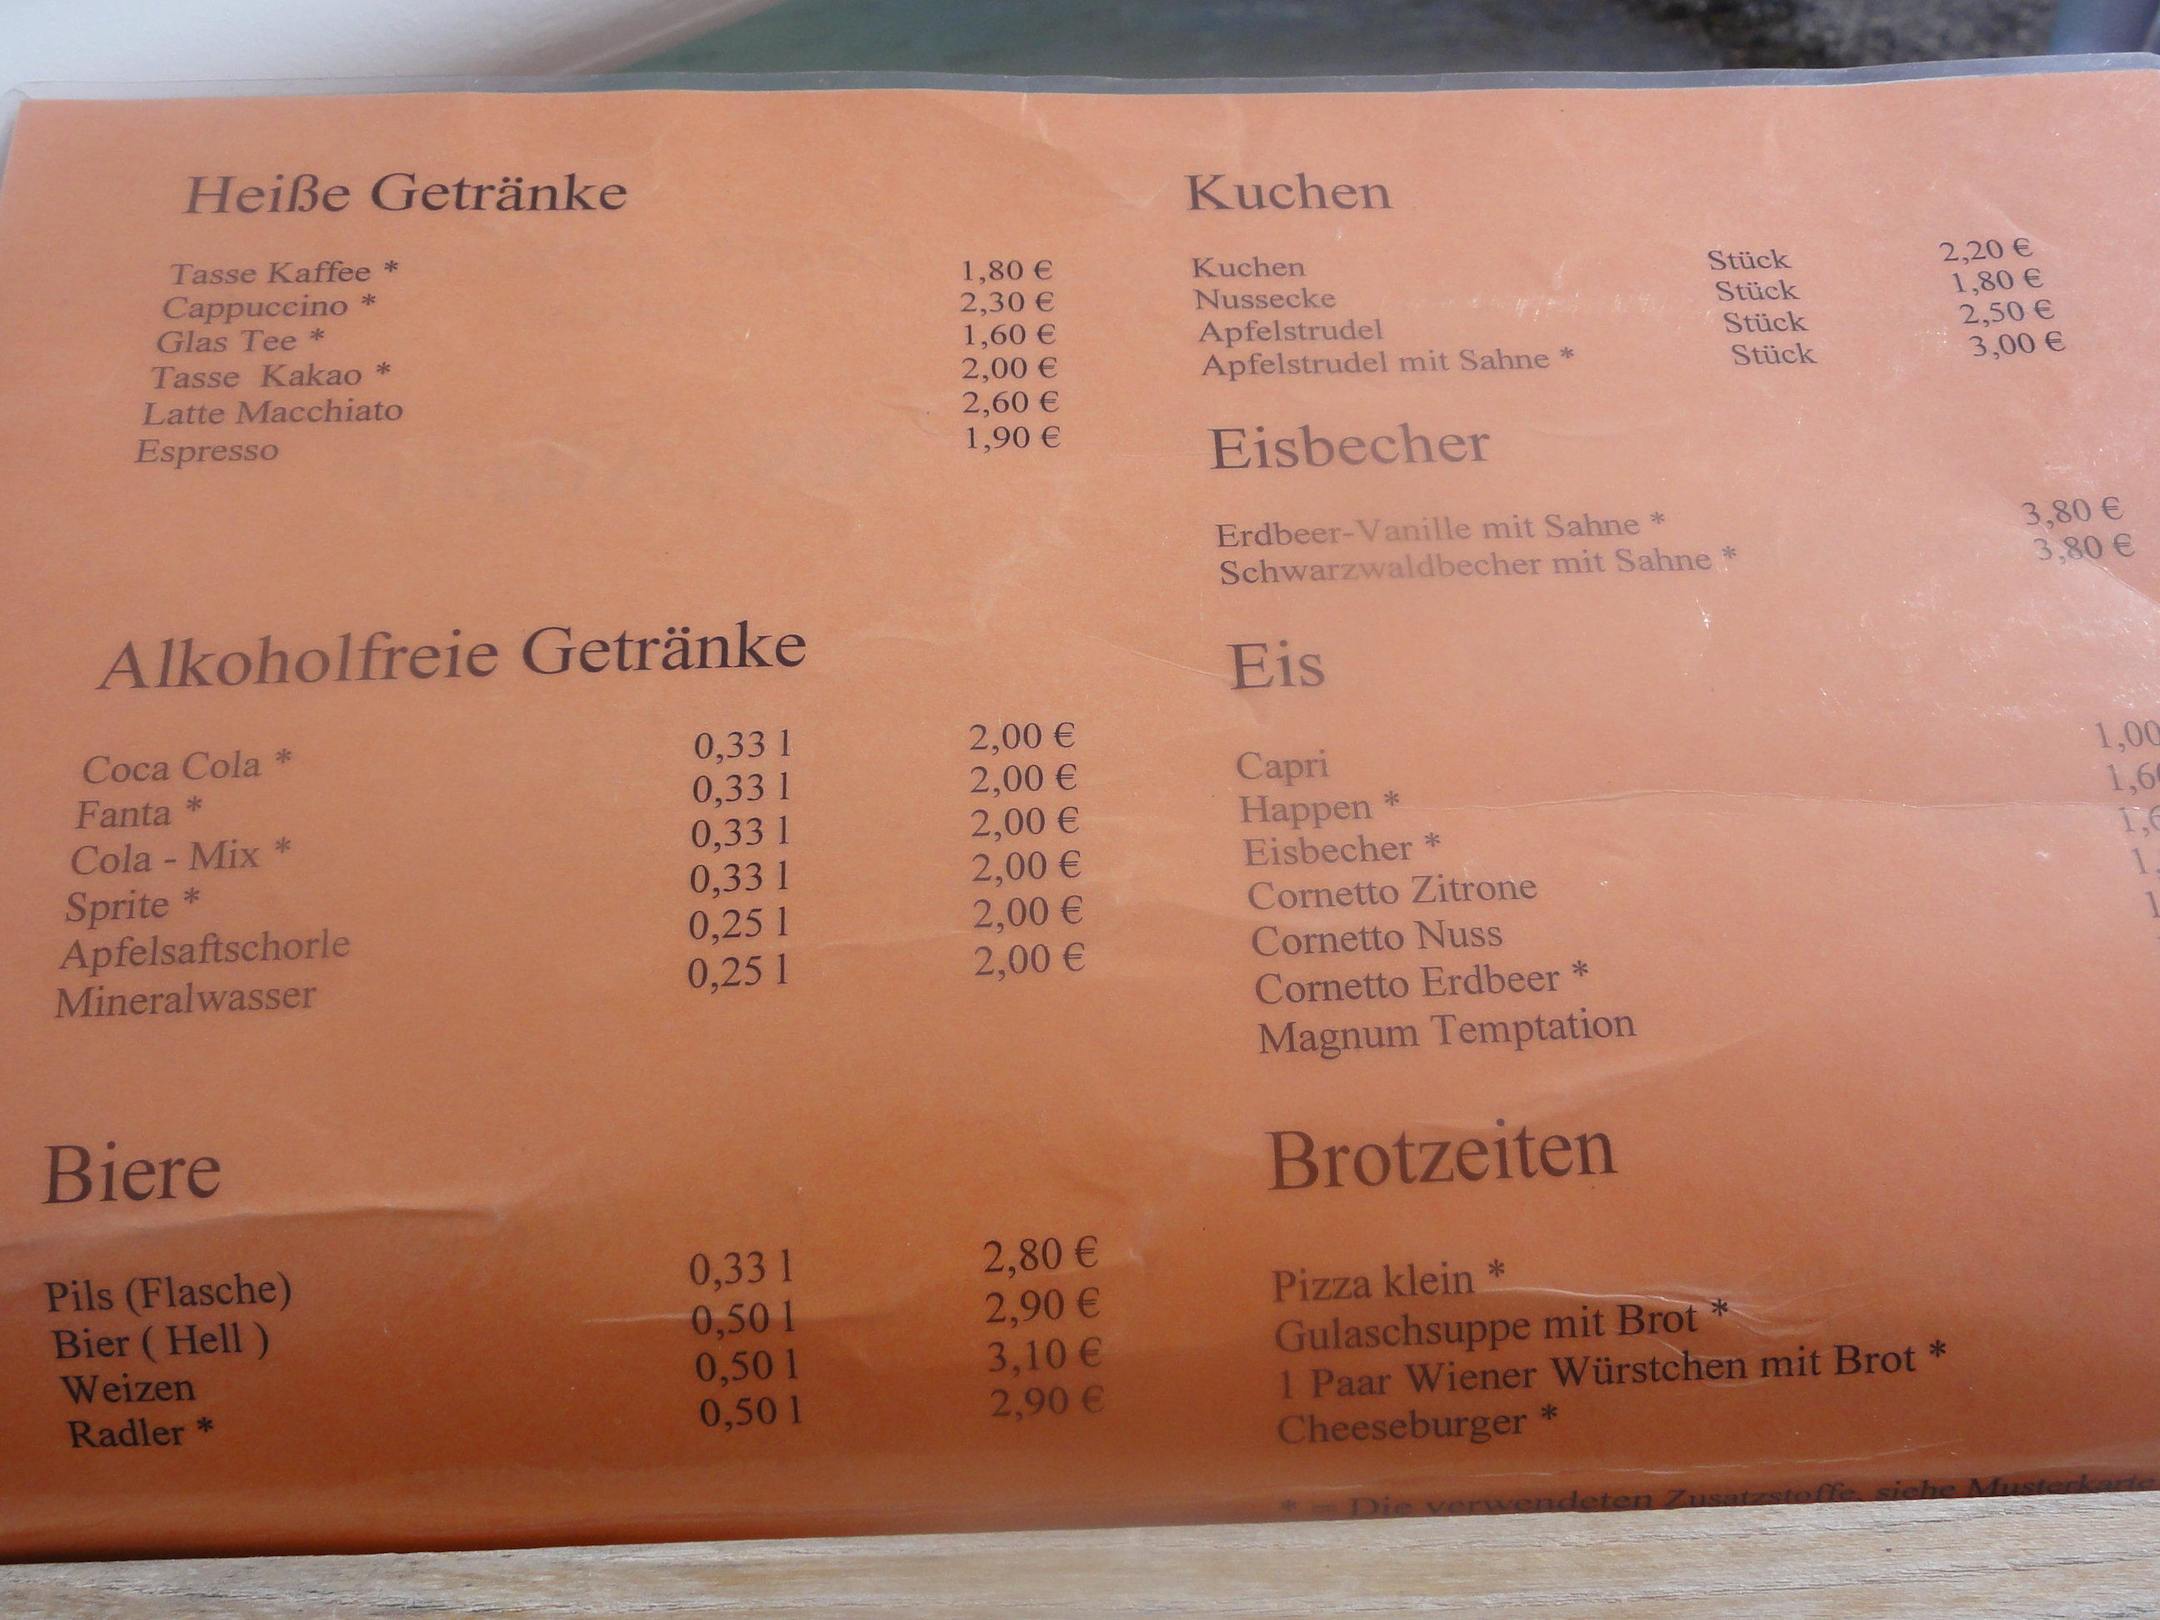 Heiße Getränke
Tasse Kaffee * 1,80 €
Cappuccino * 2,30 €
Glas Tee * 1,60 €
Tasse Kakao * 2,00 €
Latte Macchiato 2,60 €
Espresso 1,90 €
Alkoholfreie Getränke
Coca Cola * 0,33 l 2,00 €
Fanta * 0,33 l 2,00 €
Cola - Mix * 0,33 l 2,00 €
Sprite * 0,33 l 2,00 €
Apfelsaftschorle 0,25 l 2,00 €
Mineralwasser 0,25 l 2,00 €
Biere
Pils (Flasche) 0,33 l 2,80 €
Bier ( Hell ) 0,50 l 2,90 €
Weizen 0,50 l 3,10 €
Radler * 0,50 l 2,90 €
Kuchen
Kuchen Stück 2,20 €
Nussecke Stück 1,80 €
Apfelstrudel Stück 2,50 €
Apfelstrudel mit Sahne * Stück 3,00 €
Eisbecher
Erdbeer-Vanille mit Sahne * 3,80 €
Schwarzwaldbecher mit Sahne * 3,80 €
Eis
Capri 1,00
Happen *
Eisbecher *
Cornetto Zitrone
Cornetto Nuss
Cornetto Erdbeer *
Magnum Temptation
Brotzeiten
Pizza klein *
Gulaschsuppe mit Brot *
1 Paar Wiener Würstchen mit Brot *
Cheeseburger *
* = Die verwendeten Zusatzstoffe, siehe Musterkarte